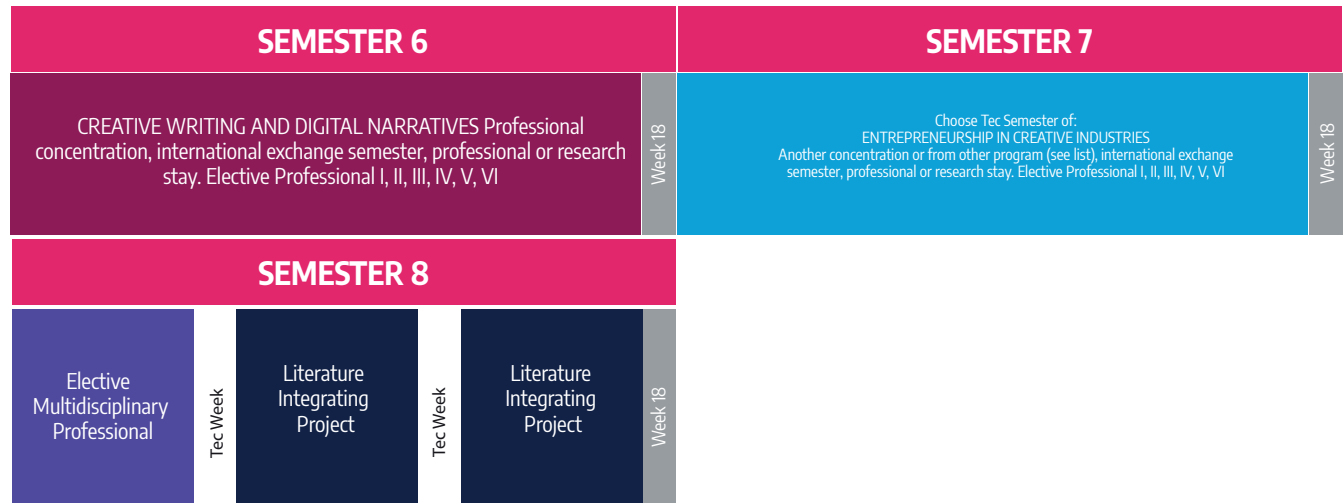 SEMESTER 6
CREATIVE WRITING AND DIGITAL NARRATIVES Professional
concentration, international exchange semester, professional or research
stay. Elective Professional I, II, III, IV, V, VI
Week 18
SEMESTER 7
Choose Tec Semester of:
ENTREPRENEURSHIP IN CREATIVE INDUSTRIES
Another concentration or from other program (see list), international exchange
semester, professional or research stay. Elective Professional I, II, III, IV, V, VI
Week 18
SEMESTER 8
Elective
Multidisciplinary
Professional
Tec Week
Literature
Integrating
Project
Tec Week
Literature
Integrating
Project
Week 18